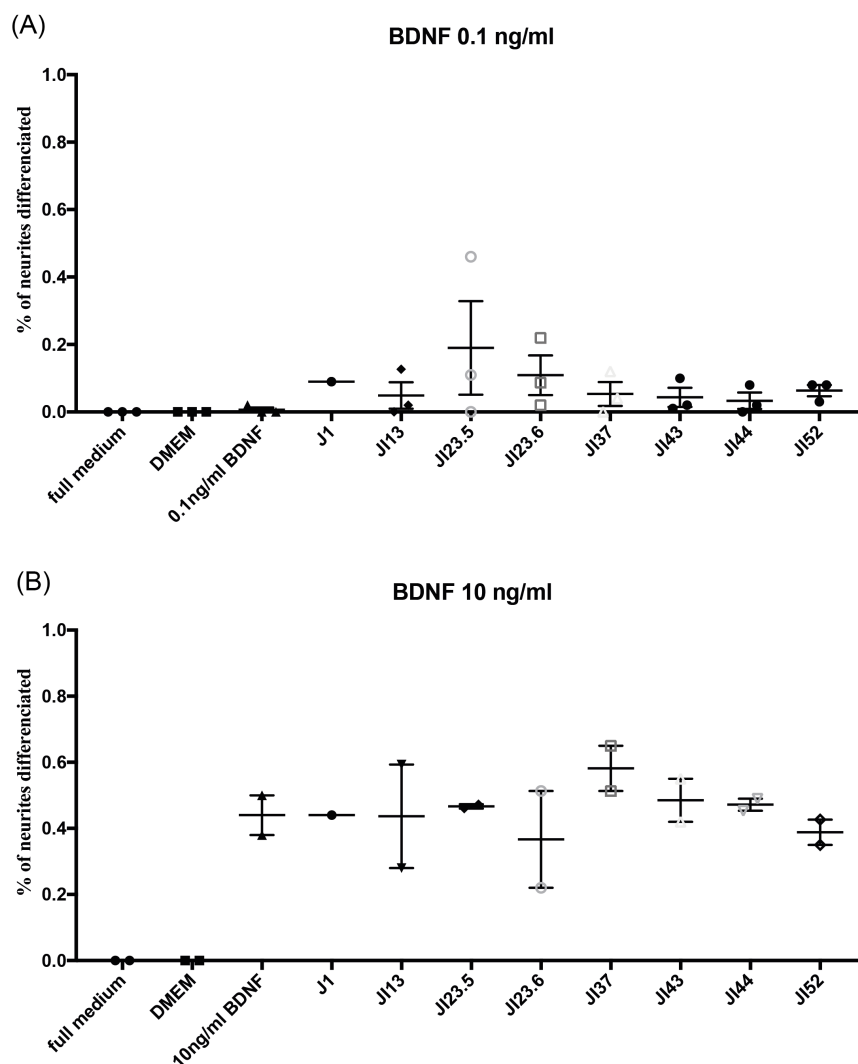 (A)
BDNF 0.1 ng/ml
% of neurites differenciated
1.0
0.8
0.6
0.4
0.2
0.0
full medium
DMEM
0.1ng/ml BDNF
J1
JI13
JI23.5
JI23.6
JI37
JI43
JI44
JI52
(B)
BDNF 10 ng/ml
% of neurites differenciated
1.0
0.8
0.6
0.4
0.2
0.0
full medium
DMEM
10ng/ml BDNF
J1
JI13
JI23.5
JI23.6
JI37
JI43
JI44
JI52